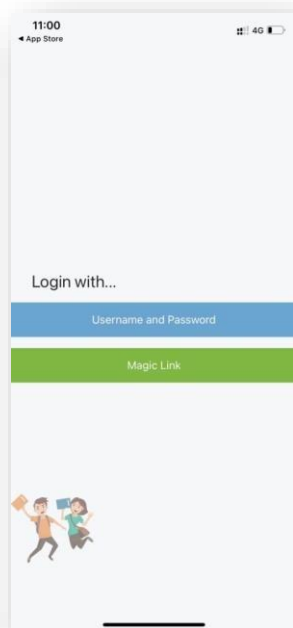 11:00
4G
◀ App Store
Login with...
Username and Password
Magic Link